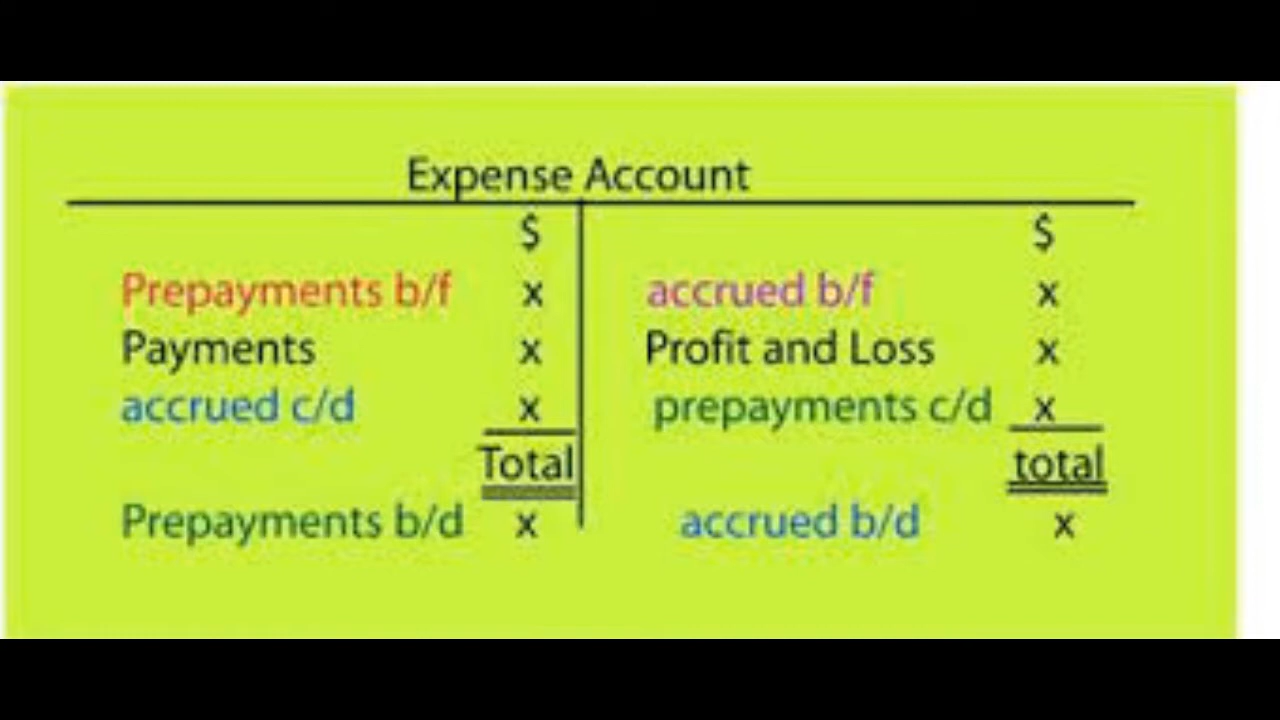 Expense Account
$ $
Prepayments b/f x accrued b/f x
Payments x Profit and Loss x
accrued c/d x prepayments c/d x
Total total
Prepayments b/d x accrued b/d x